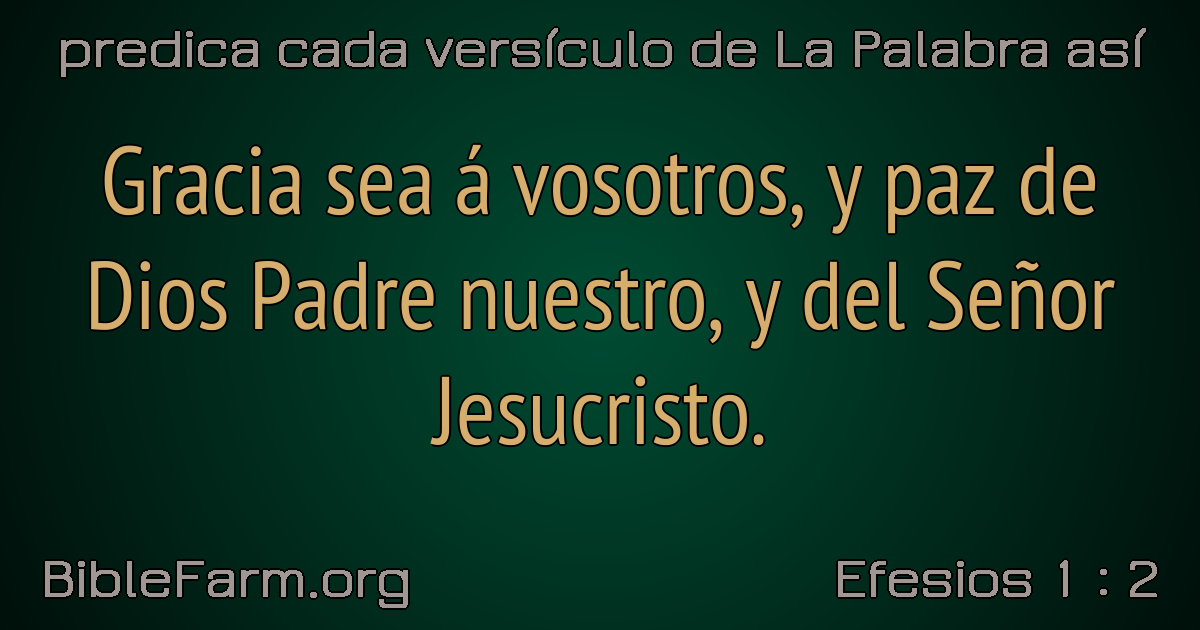 predica cada versículo de La Palabra así
Gracia sea á vosotros, y paz de
Dios Padre nuestro, y del Señor
Jesucristo.
BibleFarm.org
Efesios 1 : 2